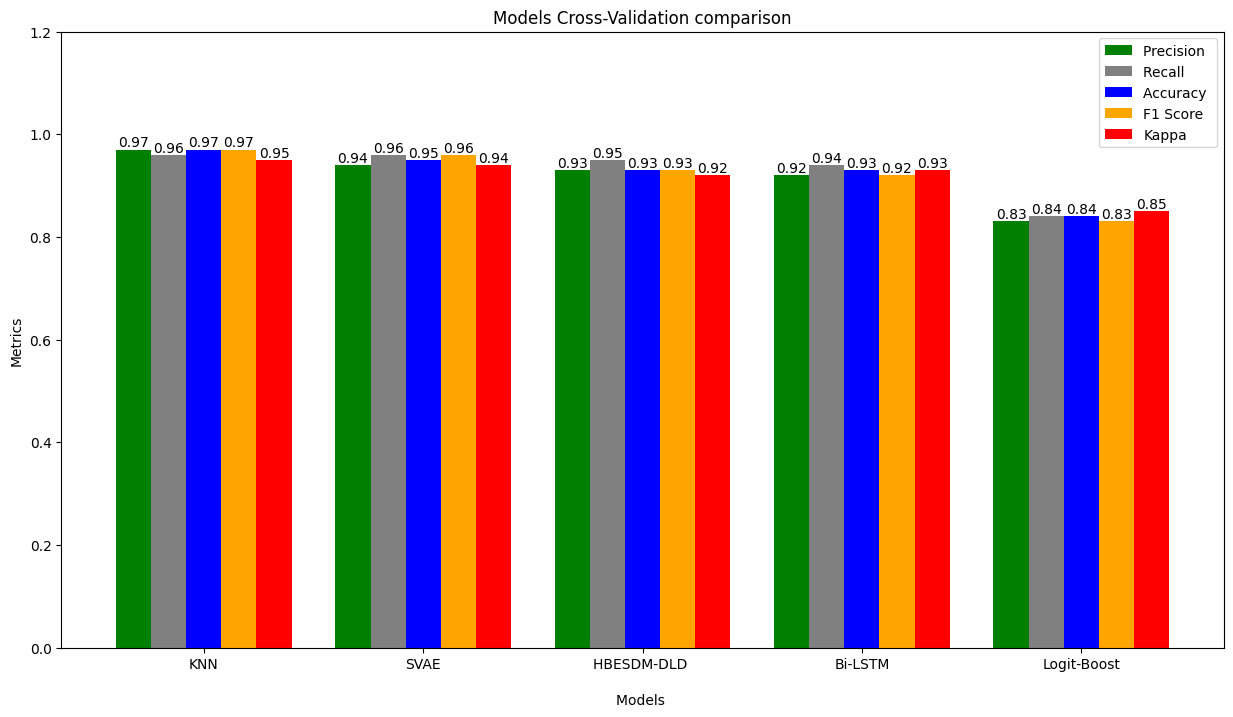 Models Cross-Validation comparison
Precision
Recall
Accuracy
F1 Score
Kappa
1.2
1.0
0.8
0.6
0.4
0.2
0.0
Metrics
0.97 0.96 0.97 0.97 0.95
0.94 0.96 0.95 0.96 0.94
0.93 0.95 0.93 0.93 0.92
0.92 0.94 0.93 0.92 0.93
0.83 0.84 0.84 0.83 0.85
KNN SVAE HBESDM-DLD Bi-LSTM Logit-Boost
Models